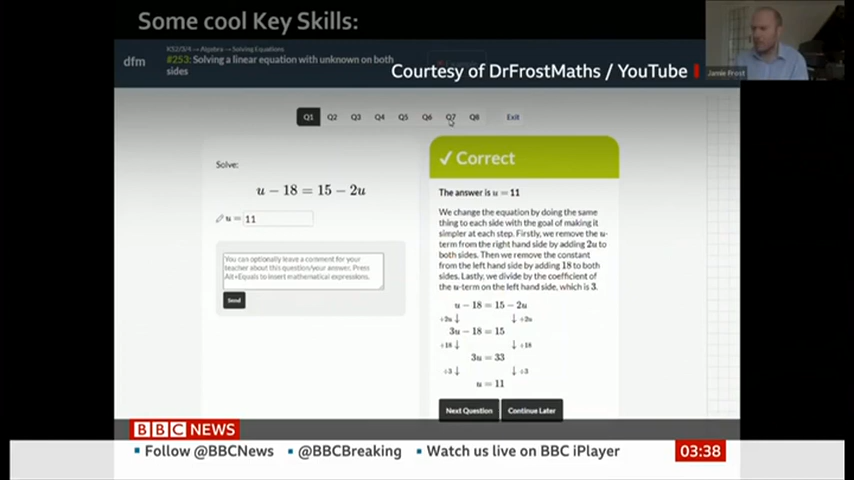 Some cool Key Skills:
KS2/3/4 → Algebra → Solving Equations
dfm
#253: Solving a linear equation with unknown on both
sides
Courtesy of DrFrostMaths / YouTube
Jamie Frost
Q1 Q2 Q3 Q4 Q5 Q6 Q7 Q8 Exit
Solve:
u − 18 = 15 − 2u
u = 11
You can optionally leave a comment for your
teacher about this question/your answer. Press
Alt+Equals to insert mathematical expressions.
Send
✓ Correct
The answer is u = 11
We change the equation by doing the same
thing to each side with the goal of making it
simpler at each step. Firstly, we remove the u-
term from the right hand side by adding 2u to
both sides. Then we remove the constant
from the left hand side by adding 18 to both
sides. Lastly, we divide by the coefficient of
the u-term on the left hand side, which is 3.
u − 18 = 15 − 2u
+2u ↓ ↓ +2u
3u − 18 = 15
+18 ↓ ↓ +18
3u = 33
÷3 ↓ ↓ ÷3
u = 11
Next Question Continue Later
BBC NEWS
▪ Follow @BBCNews ▪ @BBCBreaking ▪ Watch us live on BBC iPlayer
03:38